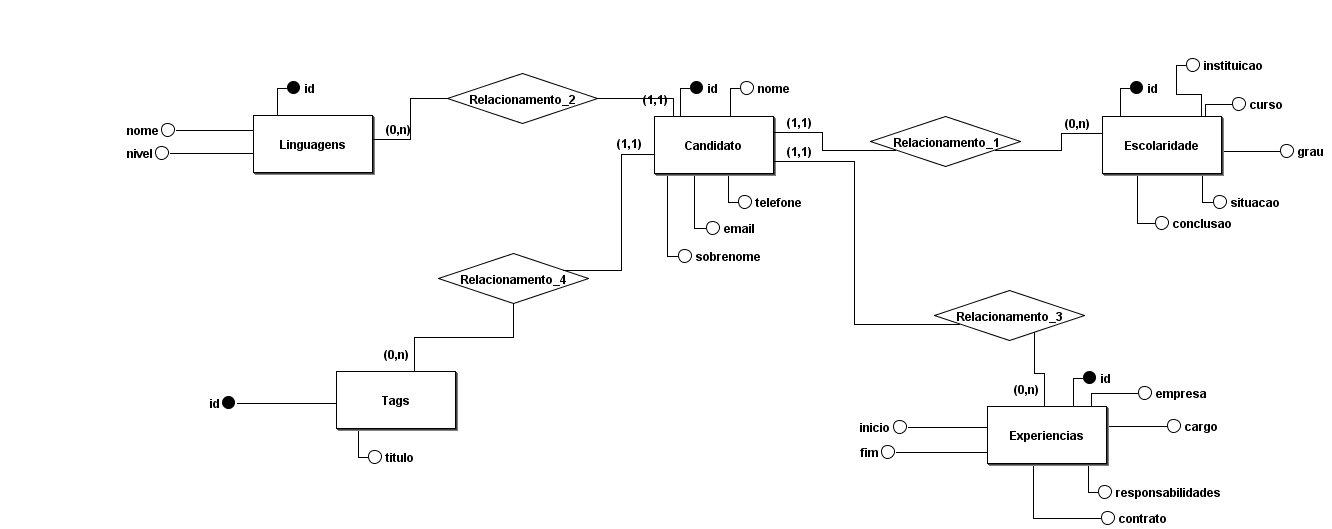 instituicao
id
id
nome
id
curso
Relacionamento_2
(1,1)
nome
(0,n)
(1,1)
(0,n)
Linguagens
(1,1)
Candidato
Relacionamento_1
Escolaridade
nivel
(1,1)
grau
telefone
situacao
email
conclusao
sobrenome
Relacionamento_4
Relacionamento_3
(0,n)
id
(0,n)
empresa
id
Tags
inicio
cargo
Experiencias
fim
titulo
responsabilidades
contrato